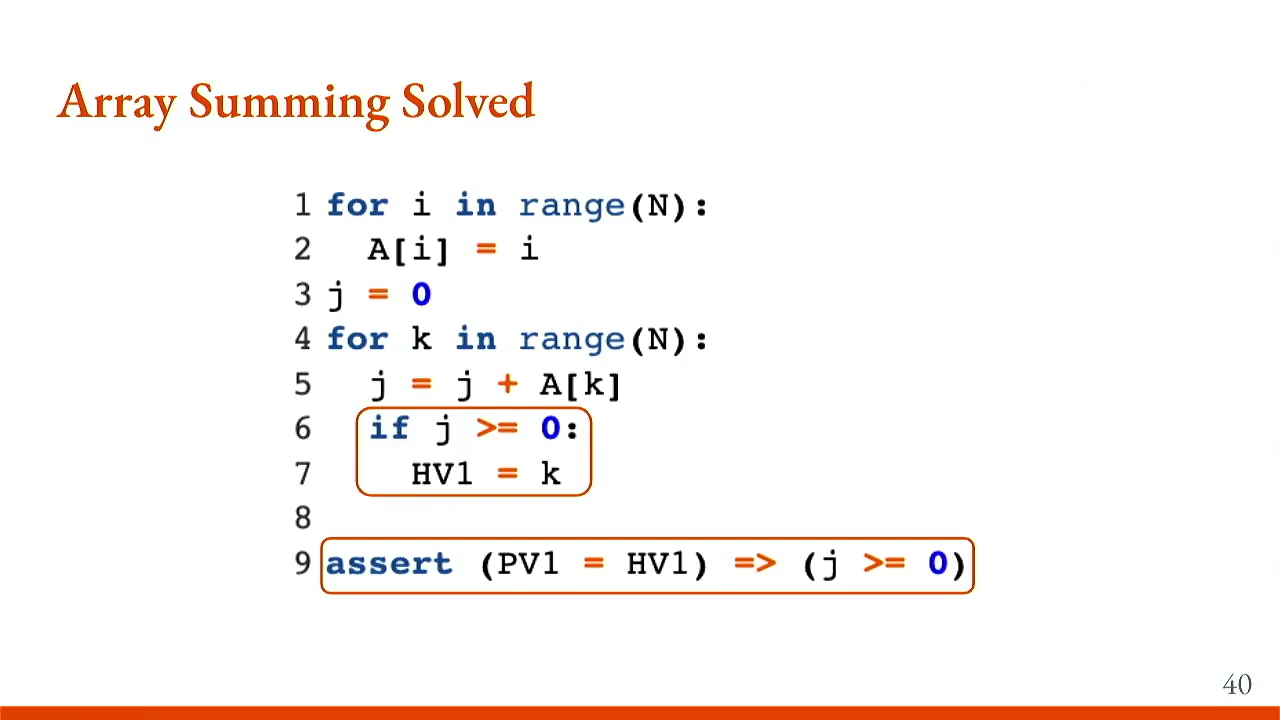 Array Summing Solved
1 for i in range(N):
2   A[i] = i
3 j = 0
4 for k in range(N):
5   j = j + A[k]
6   if j >= 0:
7     HV1 = k
8
9 assert (PV1 = HV1) => (j >= 0)
40